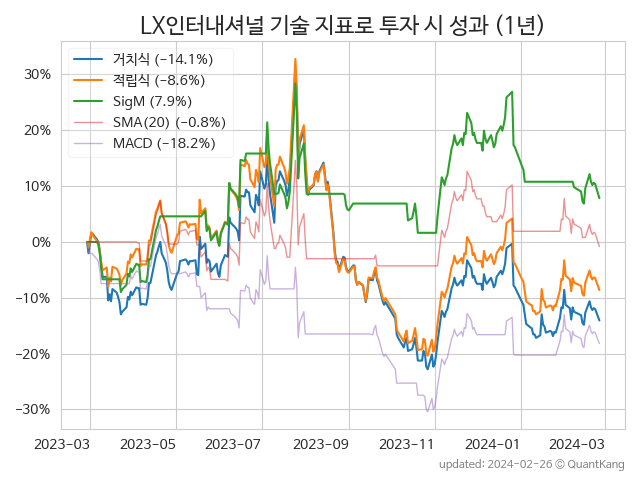 LX인터내셔널 기술 지표로 투자 시 성과 (1년)
거치식 (−14.1%)
적립식 (−8.6%)
SigM (7.9%)
SMA(20) (−0.8%)
MACD (−18.2%)
30%
20%
10%
0%
−10%
−20%
−30%
2023-03 2023-05 2023-07 2023-09 2023-11 2024-01 2024-03
updated: 2024-02-26 ⓒ QuantKang